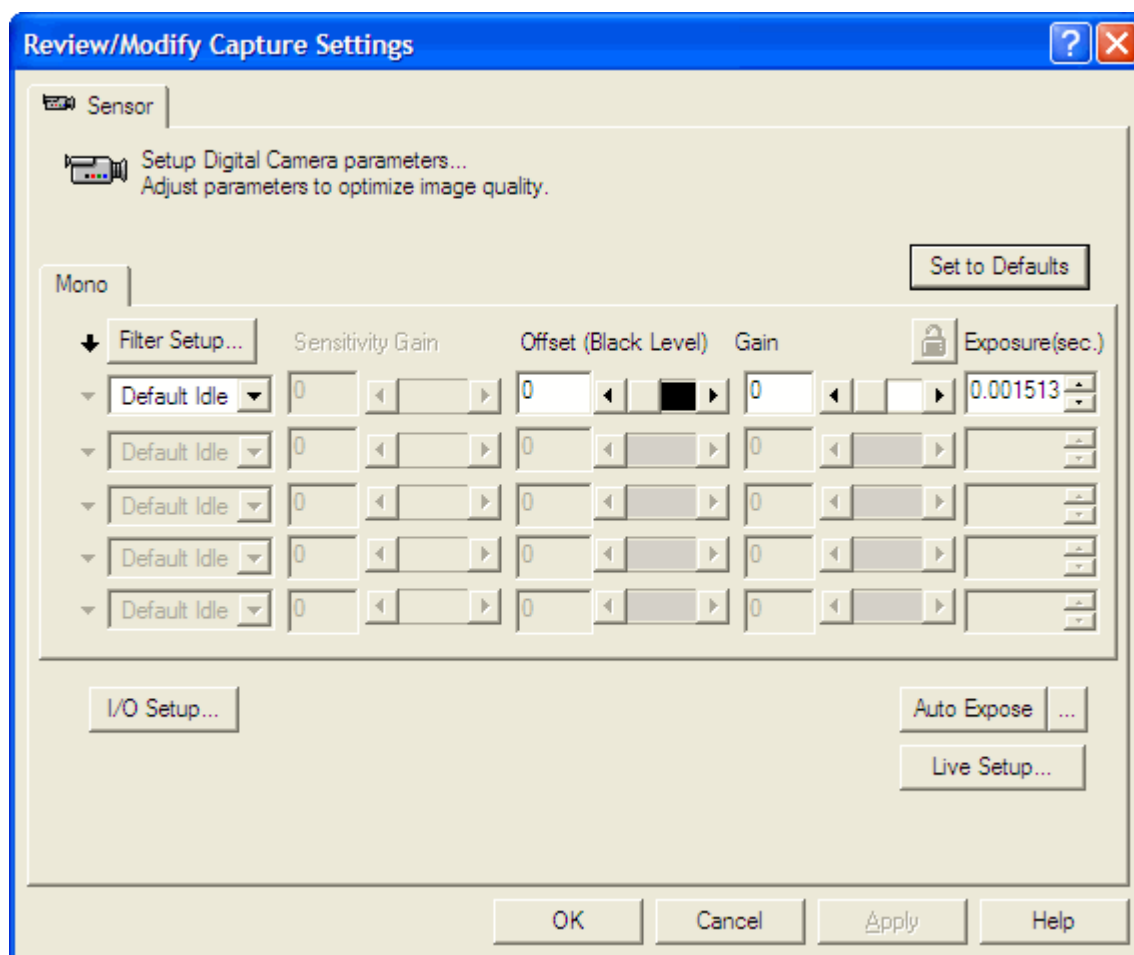 Review/Modify Capture Settings
Sensor
Setup Digital Camera parameters...
Adjust parameters to optimize image quality.
Set to Defaults
Mono
Filter Setup... Sensitivity Gain Offset (Black Level) Gain Exposure(sec.)
Default Idle 0 0 0 0.001513
Default Idle 0 0 0
Default Idle 0 0 0
Default Idle 0 0 0
Default Idle 0 0 0
I/O Setup... Auto Expose ...
Live Setup...
OK Cancel Apply Help